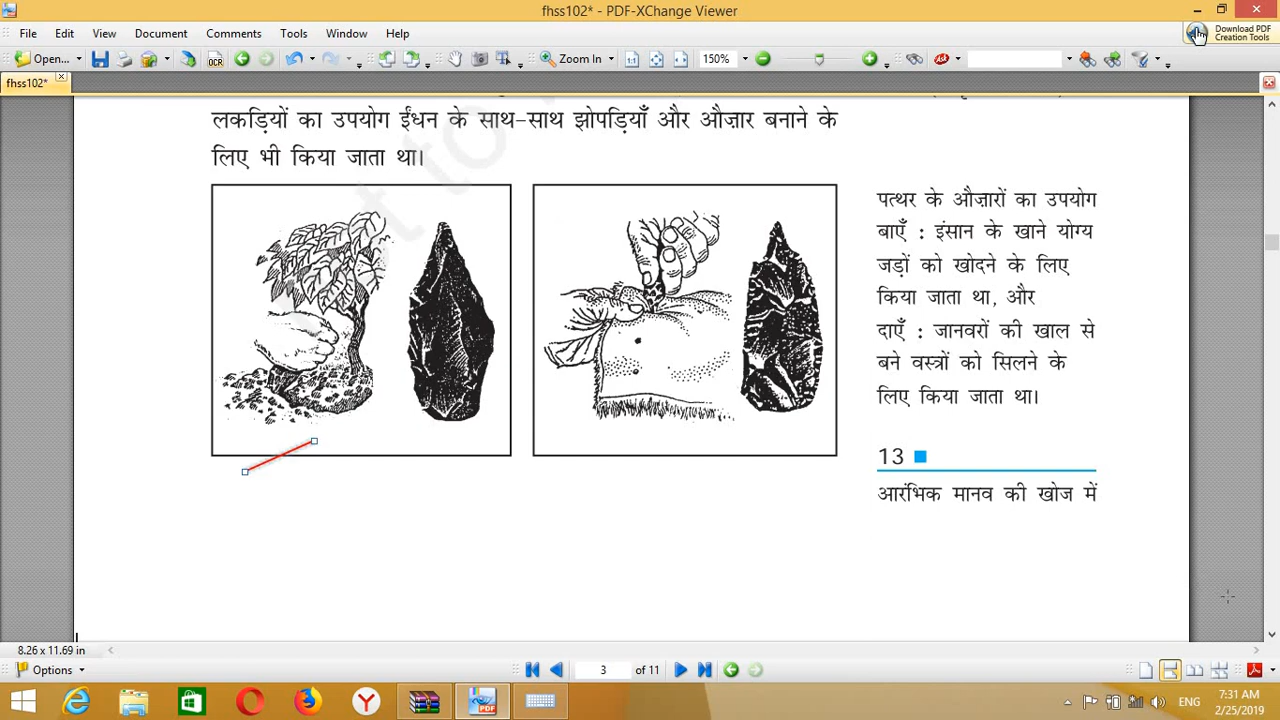 fhss102* - PDF-XChange Viewer
File Edit View Document Comments Tools Window Help
Download PDF
Creation Tools
Open... OCR Zoom In 150%
fhss102*
लकड़ियों का उपयोग ईंधन के साथ-साथ झोपड़ियाँ और औज़ार बनाने के
लिए भी किया जाता था।
पत्थर के औज़ारों का उपयोग
बाएँ : इंसान के खाने योग्य
जड़ों को खोदने के लिए
किया जाता था, और
दाएँ : जानवरों की खाल से
बने वस्त्रों को सिलने के
लिए किया जाता था।
13
आरंभिक मानव की खोज में
8.26 x 11.69 in
Options 3 of 11
ENG 7:31 AM
2/25/2019